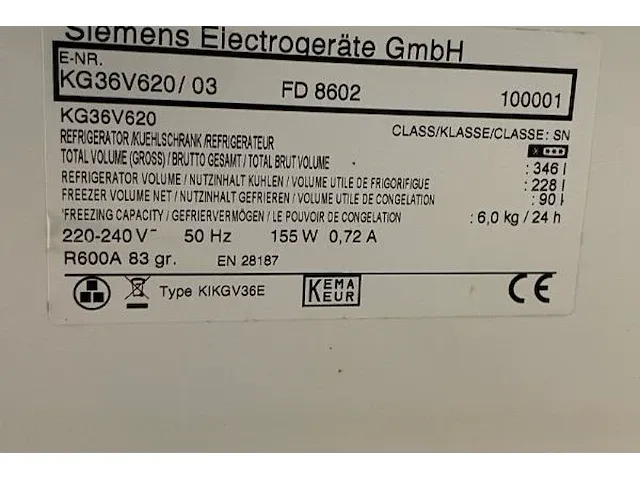 Siemens Electrogeräte GmbH
E-NR.
KG36V620/ 03 FD 8602 100001
KG36V620
REFRIGERATOR /KUEHLSCHRANK /REFRIGERATEUR CLASS/KLASSE/CLASSE: SN
TOTAL VOLUME (GROSS) / BRUTTO GESAMT / TOTAL BRUT VOLUME : 346 l
REFRIGERATOR VOLUME / NUTZINHALT KUHLEN / VOLUME UTILE DE FRIGORIFIGUE : 228 l
FREEZER VOLUME NET / NUTZINHALT GEFRIEREN / VOLUME UTILE DE CONGELATION : 90 l
FREEZING CAPACITY / GEFRIERVERMÖGEN / LE POUVOIR DE CONGELATION : 6,0 kg / 24 h
220-240 V~ 50 Hz 155 W 0,72 A
R600A 83 gr. EN 28187
Type KIKGV36E KEMA KEUR CE